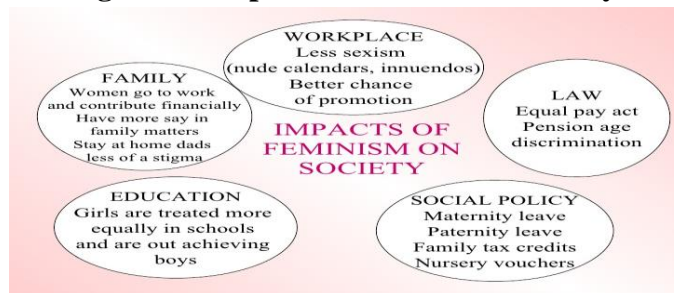 WORKPLACE
Less sexism
(nude calendars, innuendos)
Better chance
of promotion
FAMILY
Women go to work
and contribute financially
Have more say in
family matters
Stay at home dads
less of a stigma
LAW
Equal pay act
Pension age
discrimination
IMPACTS OF
FEMINISM ON
SOCIETY
EDUCATION
Girls are treated more
equally in schools
and are out achieving
boys
SOCIAL POLICY
Maternity leave
Paternity leave
Family tax credits
Nursery vouchers